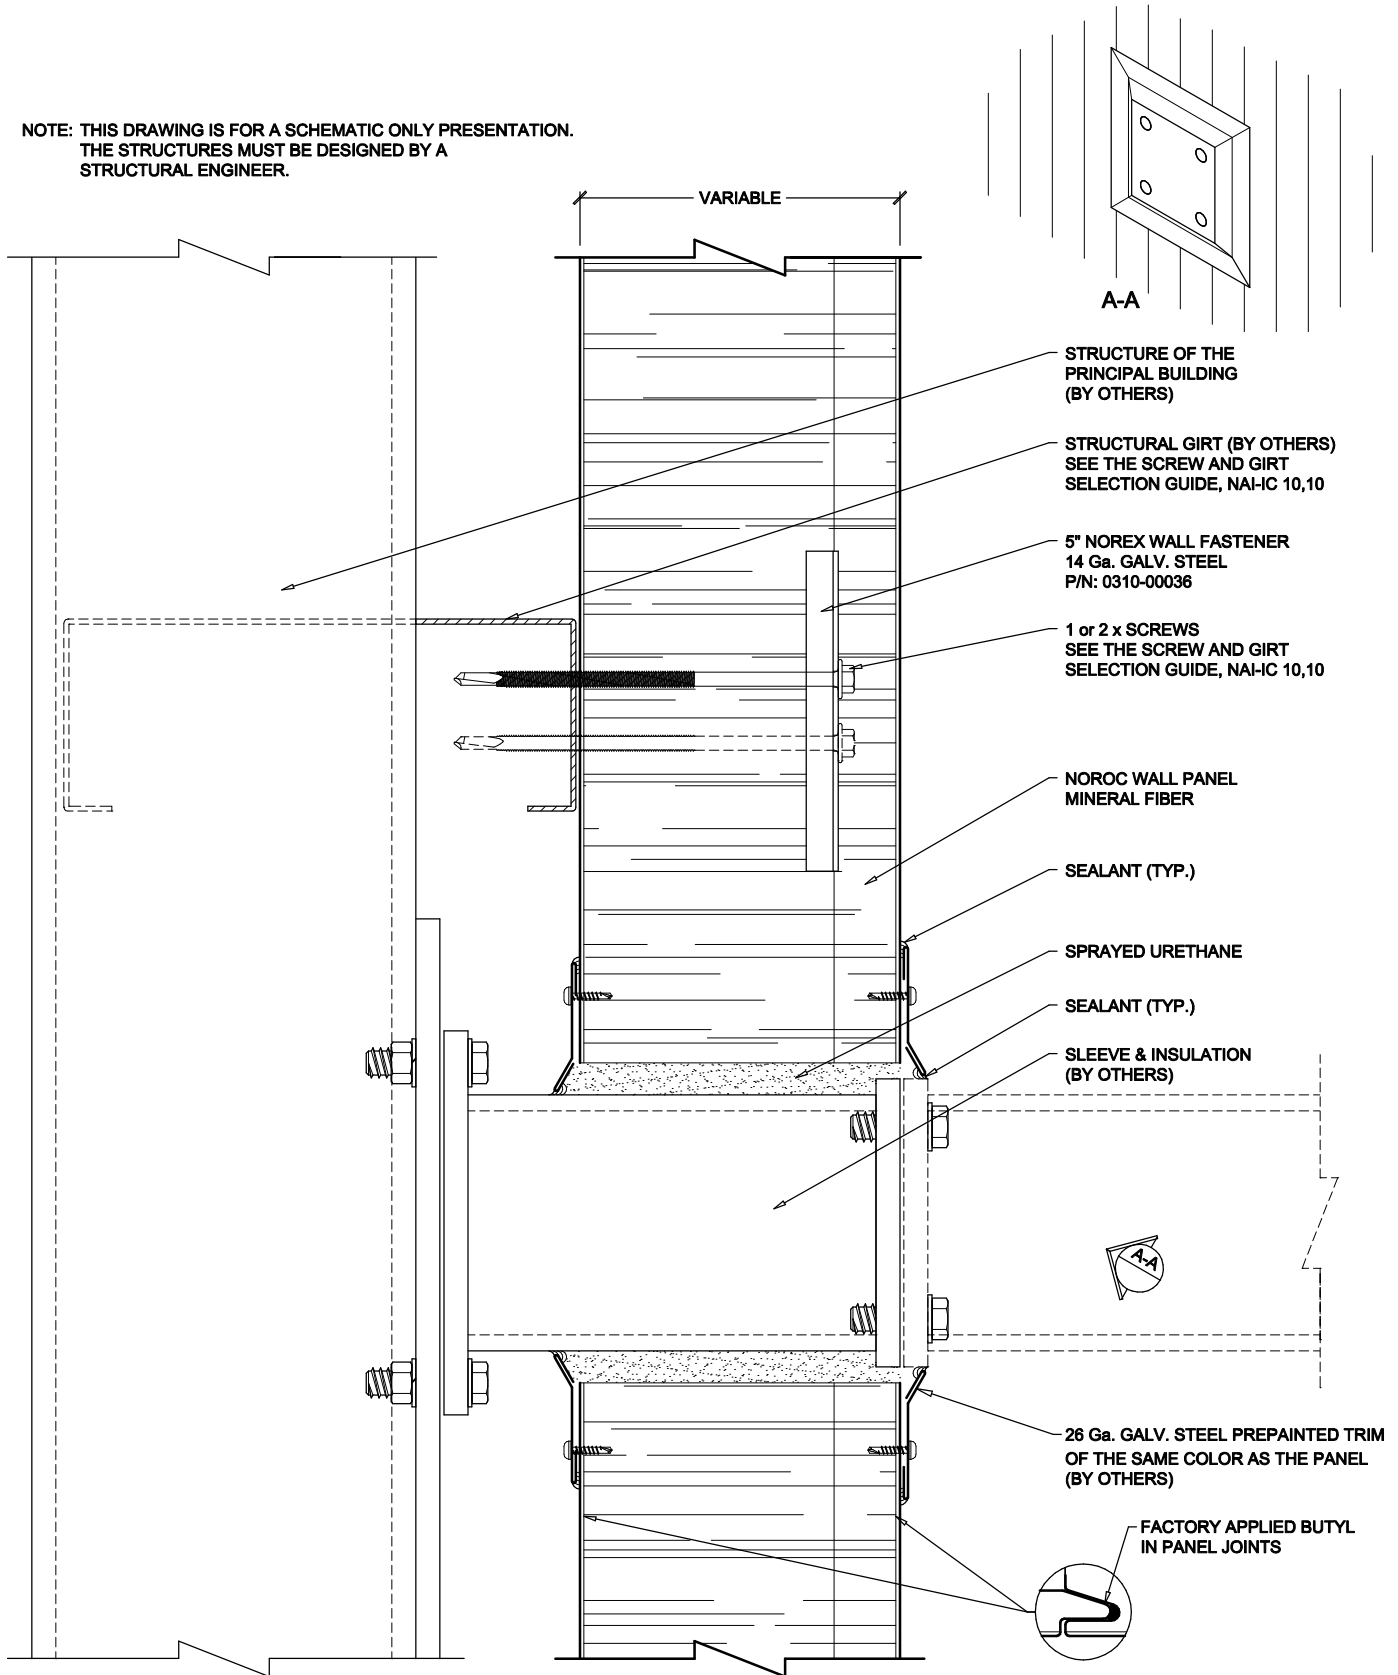 NOTE: THIS DRAWING IS FOR A SCHEMATIC ONLY PRESENTATION.
THE STRUCTURES MUST BE DESIGNED BY A
STRUCTURAL ENGINEER.
VARIABLE
A-A
STRUCTURE OF THE
PRINCIPAL BUILDING
(BY OTHERS)
STRUCTURAL GIRT (BY OTHERS)
SEE THE SCREW AND GIRT
SELECTION GUIDE, NAI-IC 10,10
5" NOREX WALL FASTENER
14 Ga. GALV. STEEL
P/N: 0310-00036
1 or 2 x SCREWS
SEE THE SCREW AND GIRT
SELECTION GUIDE, NAI-IC 10,10
NOROC WALL PANEL
MINERAL FIBER
SEALANT (TYP.)
SPRAYED URETHANE
SEALANT (TYP.)
SLEEVE & INSULATION
(BY OTHERS)
A-A
26 Ga. GALV. STEEL PREPAINTED TRIM
OF THE SAME COLOR AS THE PANEL
(BY OTHERS)
FACTORY APPLIED BUTYL
IN PANEL JOINTS